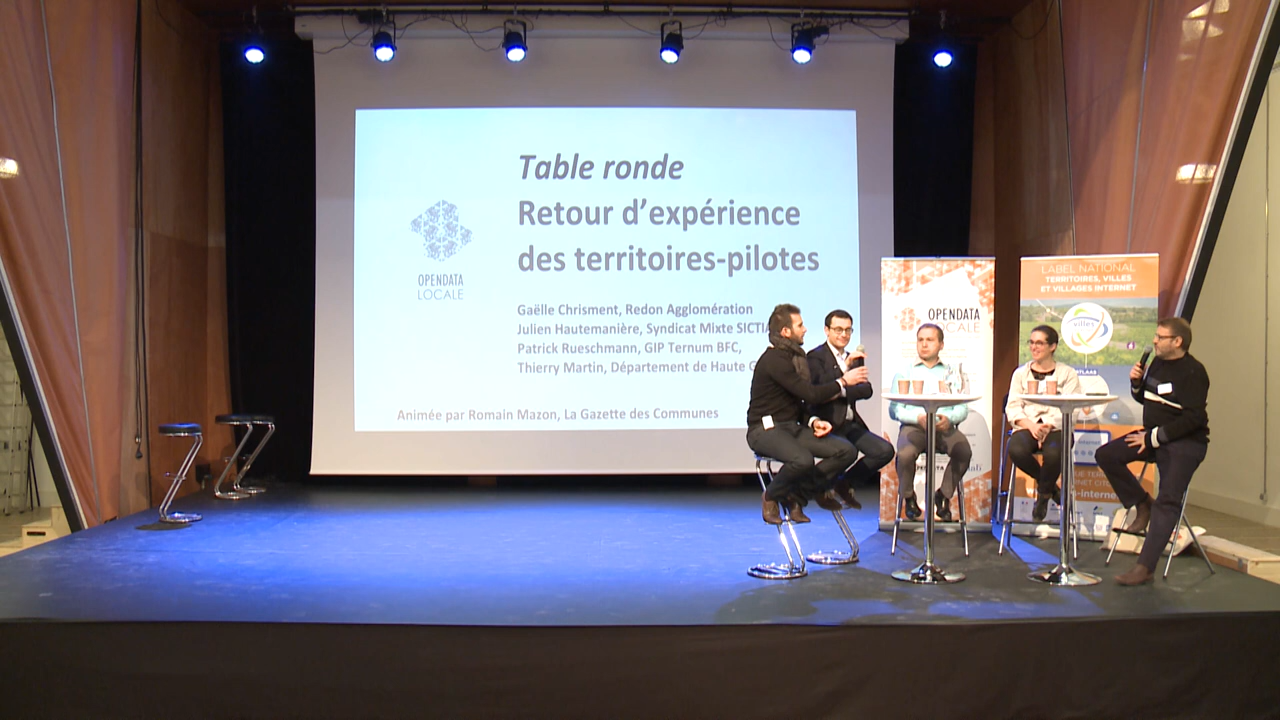 Table ronde
Retour d'expérience
des territoires-pilotes
OPENDATA
LOCALE
Gaëlle Chrisment, Redon Agglomération
Julien Hautemanière, Syndicat Mixte
Patrick Rueschmann, GIP Ternum BFC,
Thierry Martin, Département de Haute
Animée par Romain Mazon, La Gazette des Communes
OPENDATA
LOCALE
LABEL NATIONAL
TERRITOIRES, VILLES
ET VILLAGES INTERNET
villes